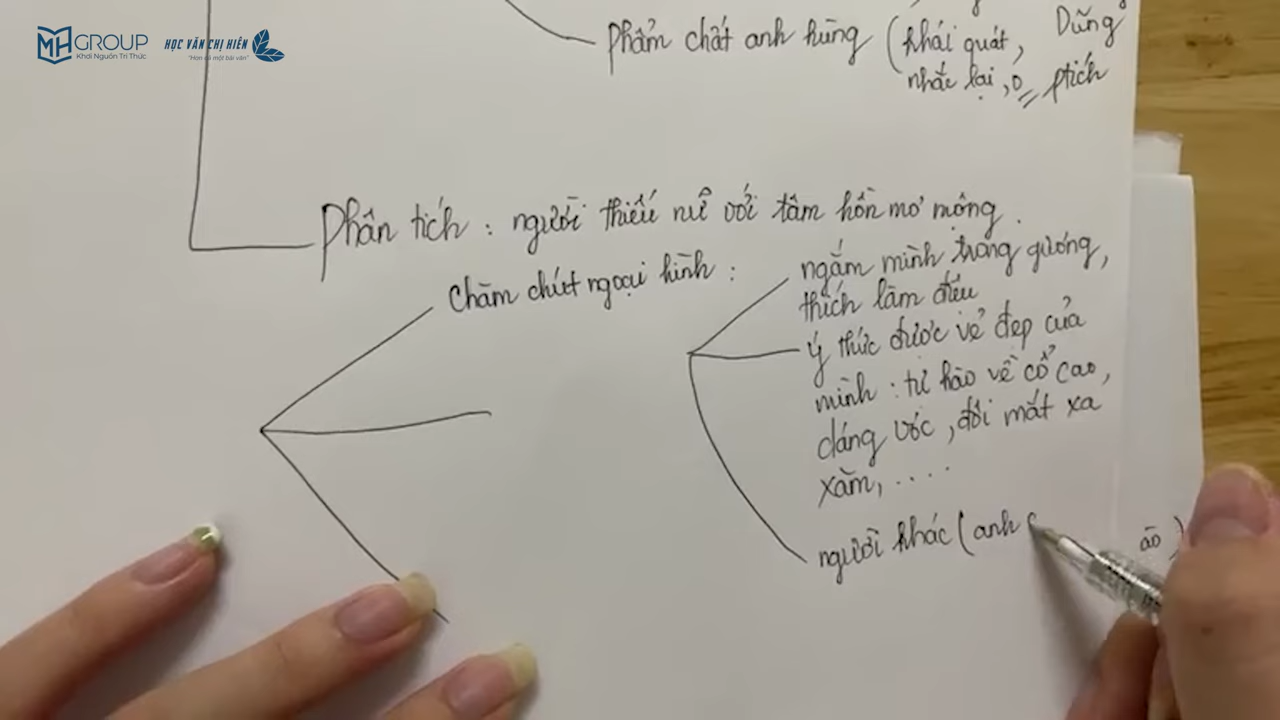 MH GROUP
Khơi Nguồn Tri Thức
HỌC VĂN CHỊ HIÊN
"Hơn cả một bài văn"
Phẩm chất anh hùng (khái quát, Dũng
nhắc lại, ptích
Phân tích : người thiếu nữ với tâm hồn mơ mộng.
Chăm chút ngoại hình :
ngắm mình trong gương,
thích làm điều
ý thức được vẻ đẹp của
mình : tự hào về cổ cao,
dáng vóc, đôi mắt xa
xăm, ....
người khác (anh
áo)